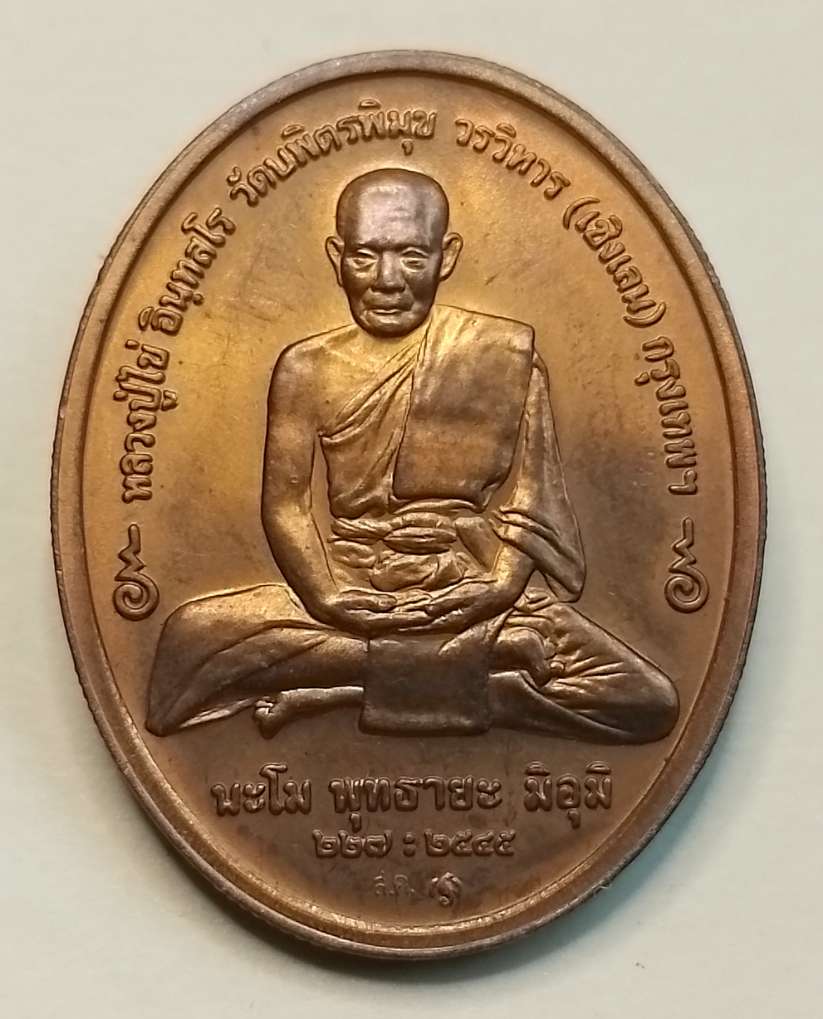 หลวงปู่ไข่ อินฺทสโร วัดบพิตรพิมุข วรวิหาร (เชิงเลน) กรุงเทพฯ
นะโม พุทธายะ มิอุมิ
๒๒๗ : ๒๕๔๕
ส.ค.